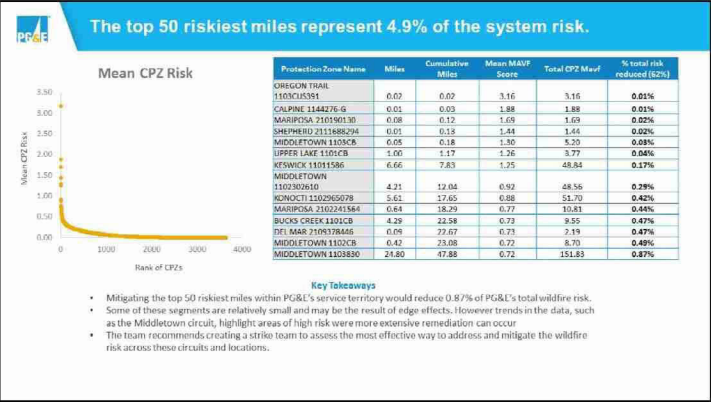 PG&E
The top 50 riskiest miles represent 4.9% of the system risk.
Mean CPZ Risk
Mean CPZ Risk
3.50
3.00
2.50
2.00
1.50
1.00
0.50
0.00
0 1000 2000 3000 4000
Rank of CPZs
Protection Zone Name Miles Cumulative Miles Mean MAVF Score Total CPZ Mavf % total risk reduced (62%)
OREGON TRAIL 1103CUS391 0.02 0.02 3.16 3.16 0.01%
CALPINE 1144276-G 0.01 0.03 1.88 1.88 0.01%
MARIPOSA 210190130 0.08 0.12 1.69 1.69 0.02%
SHEPHERD 2111688294 0.01 0.13 1.44 1.44 0.02%
MIDDLETOWN 1103CB 0.05 0.18 1.30 5.20 0.03%
UPPER LAKE 1101CB 1.00 1.17 1.26 3.77 0.04%
KESWICK 11011586 6.66 7.83 1.25 48.84 0.17%
MIDDLETOWN 1102302610 4.21 12.04 0.92 48.56 0.29%
KONOCTI 1102965078 5.61 17.65 0.88 51.70 0.42%
MARIPOSA 2102241564 0.64 18.29 0.77 10.81 0.44%
BUCKS CREEK 1101CB 4.29 22.58 0.73 9.55 0.47%
DEL MAR 2109378446 0.09 22.67 0.73 2.19 0.47%
MIDDLETOWN 1102CB 0.42 23.08 0.72 8.70 0.49%
MIDDLETOWN 1103830 24.80 47.88 0.72 151.83 0.87%
Key Takeaways
• Mitigating the top 50 riskiest miles within PG&E's service territory would reduce 0.87% of PG&E's total wildfire risk.
• Some of these segments are relatively small and may be the result of edge effects. However trends in the data, such
as the Middletown circuit, highlight areas of high risk were more extensive remediation can occur
• The team recommends creating a strike team to assess the most effective way to address and mitigate the wildfire
risk across these circuits and locations.